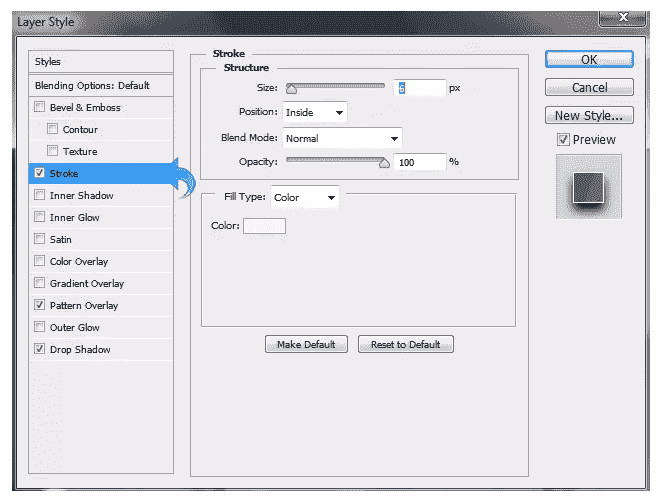 Layer Style
X
Styles
Blending Options: Default
Bevel & Emboss
Contour
Texture
Stroke
Inner Shadow
Inner Glow
Satin
Color Overlay
Gradient Overlay
Pattern Overlay
Outer Glow
Drop Shadow
Stroke
Structure
Size: px
Position: Inside
Blend Mode: Normal
Opacity: 100 %
Fill Type: Color
Color:
Make Default Reset to Default
OK
Cancel
New Style...
Preview